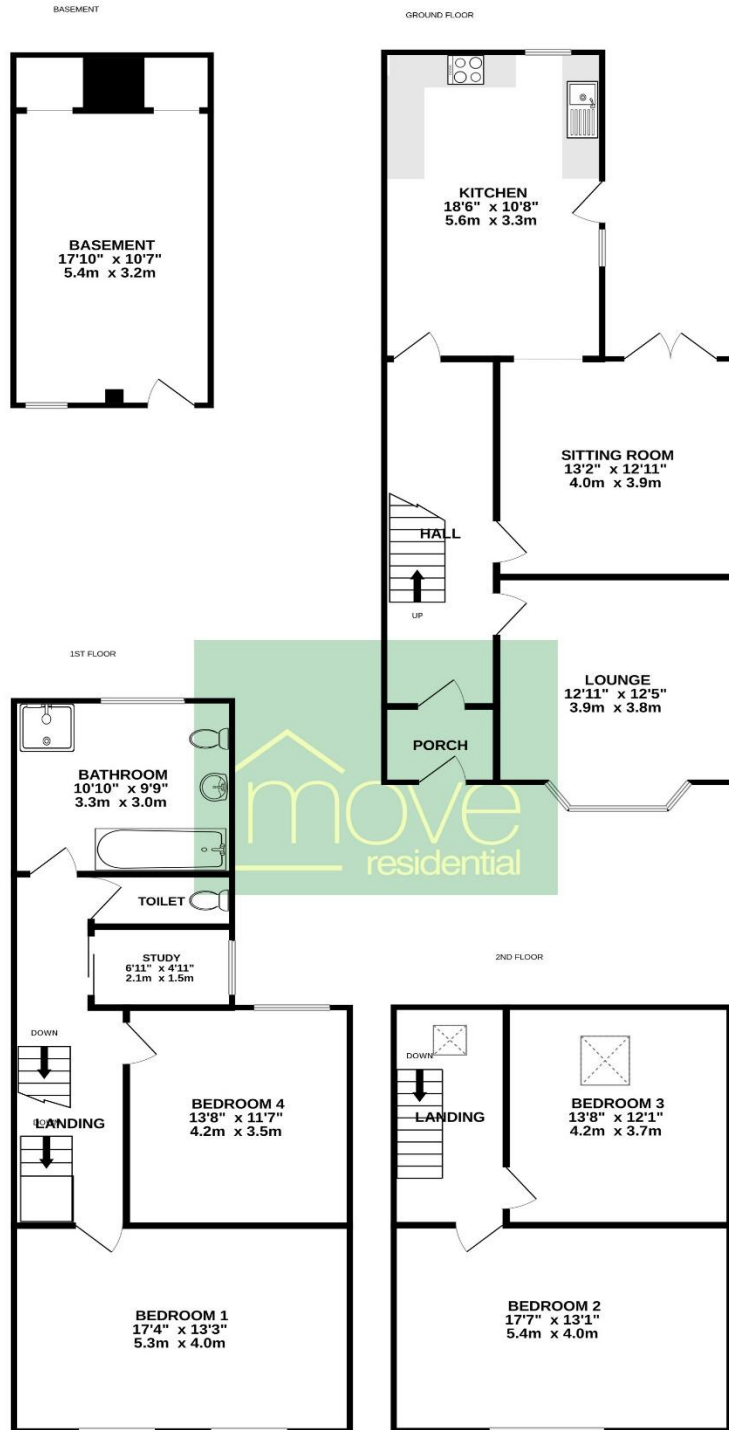 BASEMENT
BASEMENT
17'10" x 10'7"
5.4m x 3.2m
GROUND FLOOR
KITCHEN
18'6" x 10'8"
5.6m x 3.3m
SITTING ROOM
13'2" x 12'11"
4.0m x 3.9m
HALL
UP
LOUNGE
12'11" x 12'5"
3.9m x 3.8m
PORCH
move
residential
1ST FLOOR
BATHROOM
10'10" x 9'9"
3.3m x 3.0m
TOILET
STUDY
6'11" x 4'11"
2.1m x 1.5m
DOWN
DOWN
LANDING
BEDROOM 4
13'8" x 11'7"
4.2m x 3.5m
BEDROOM 1
17'4" x 13'3"
5.3m x 4.0m
2ND FLOOR
DOWN
LANDING
BEDROOM 3
13'8" x 12'1"
4.2m x 3.7m
BEDROOM 2
17'7" x 13'1"
5.4m x 4.0m